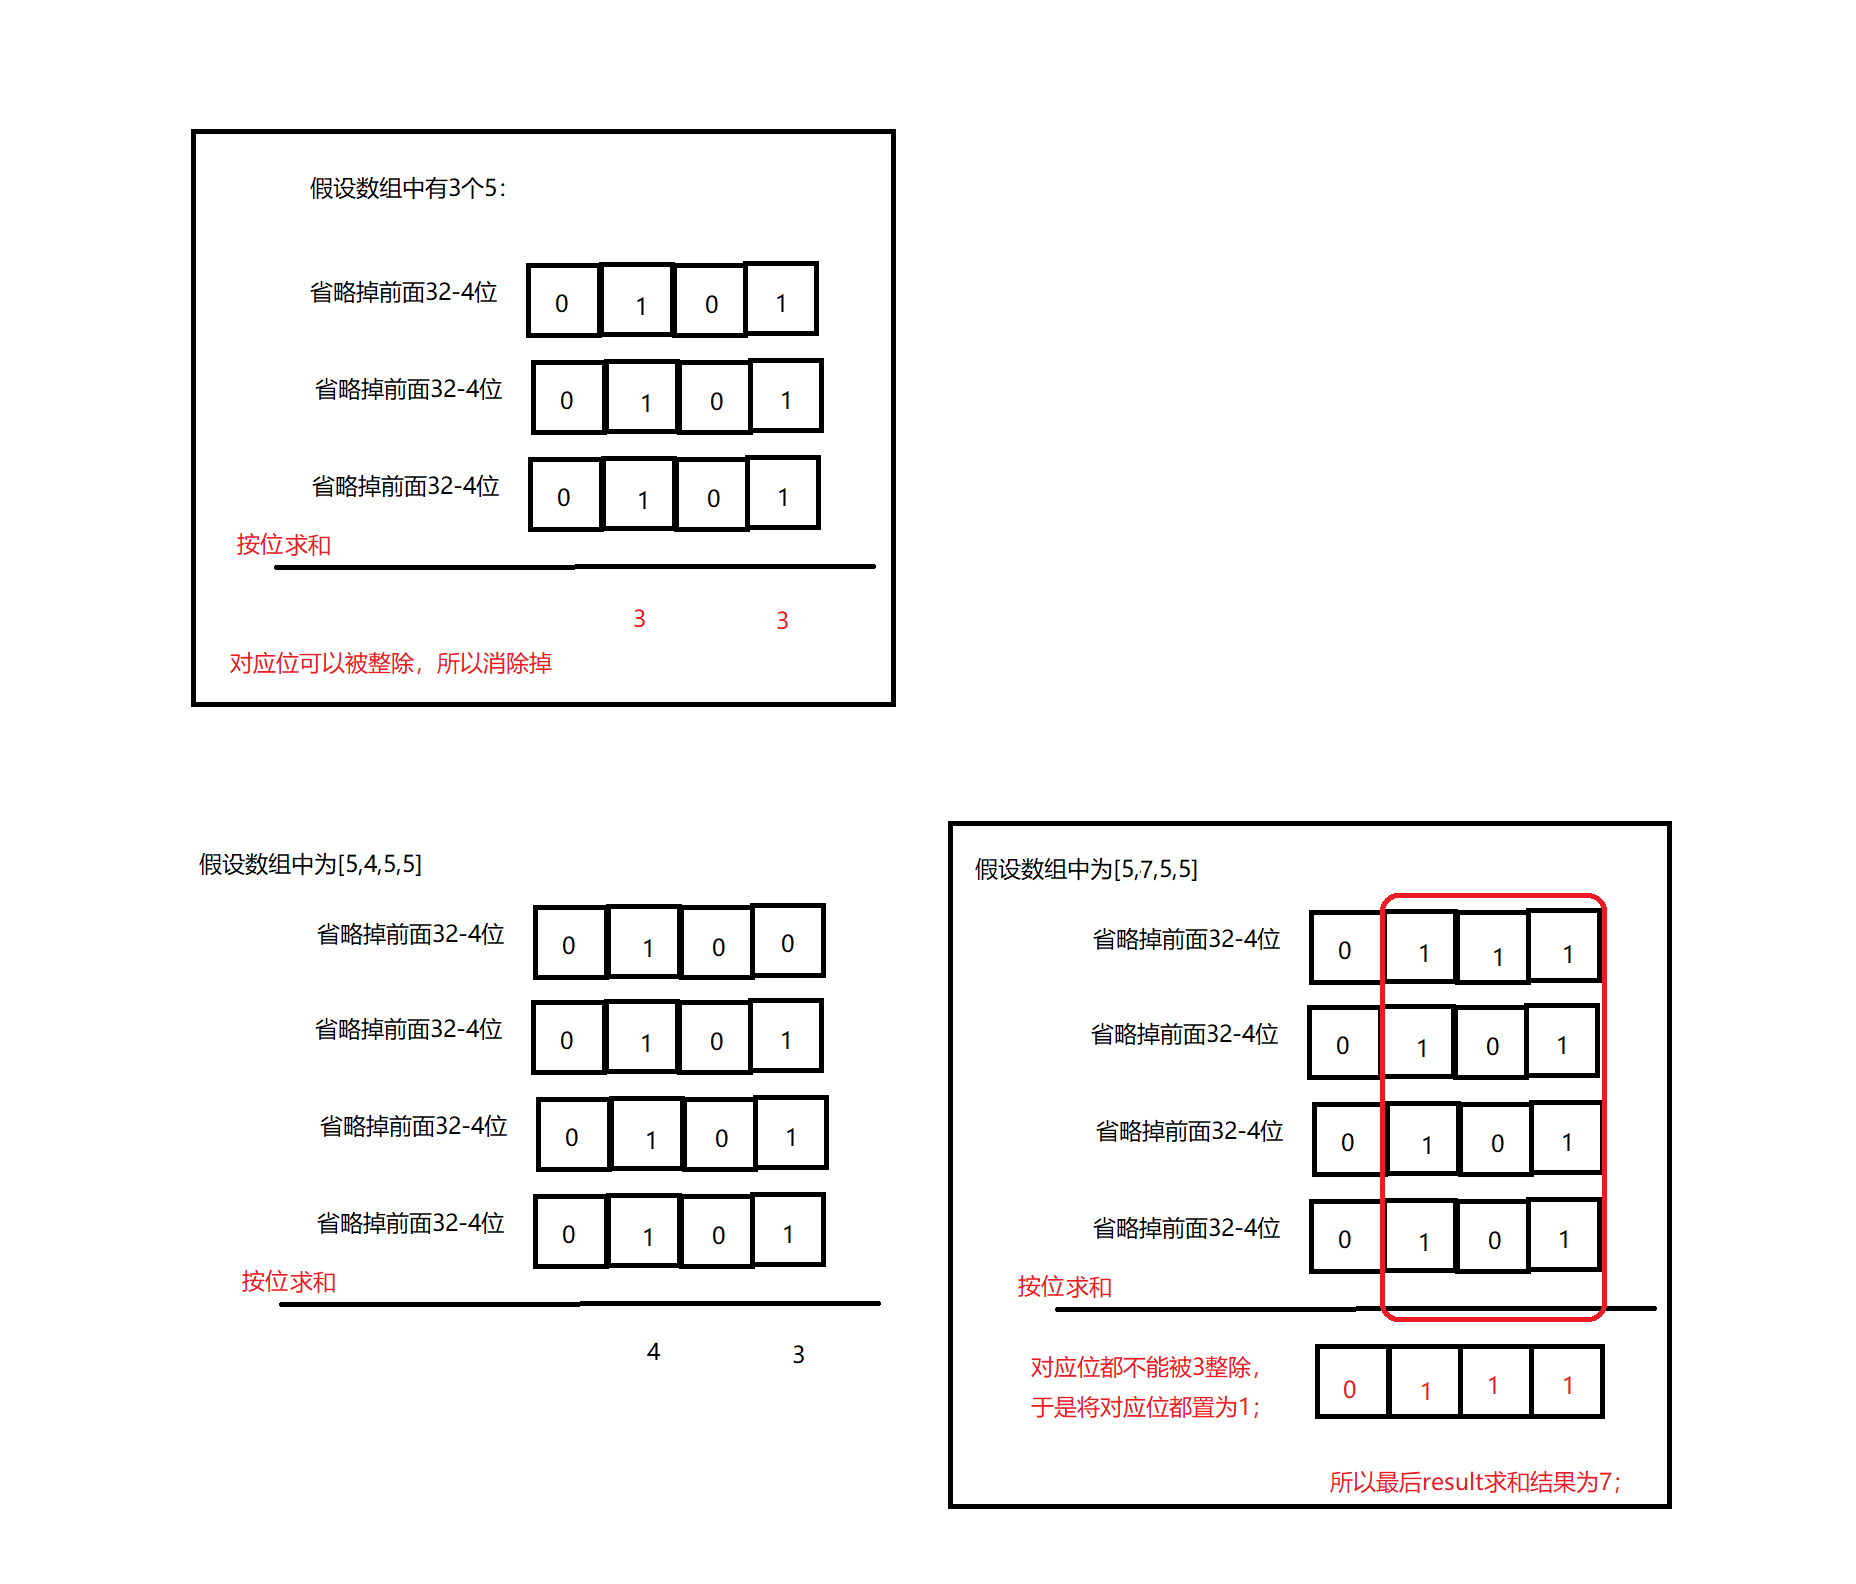 假设数组中有3个5：
省略掉前面32-4位 0 1 0 1
省略掉前面32-4位 0 1 0 1
省略掉前面32-4位 0 1 0 1
按位求和
3 3
对应位可以被整除，所以消除掉
假设数组中为[5,4,5,5]
省略掉前面32-4位 0 1 0 0
省略掉前面32-4位 0 1 0 1
省略掉前面32-4位 0 1 0 1
省略掉前面32-4位 0 1 0 1
按位求和
4 3
假设数组中为[5,7,5,5]
省略掉前面32-4位 0 1 1 1
省略掉前面32-4位 0 1 0 1
省略掉前面32-4位 0 1 0 1
省略掉前面32-4位 0 1 0 1
按位求和
对应位都不能被3整除，
于是将对应位都置为1；
0 1 1 1
所以最后result求和结果为7；